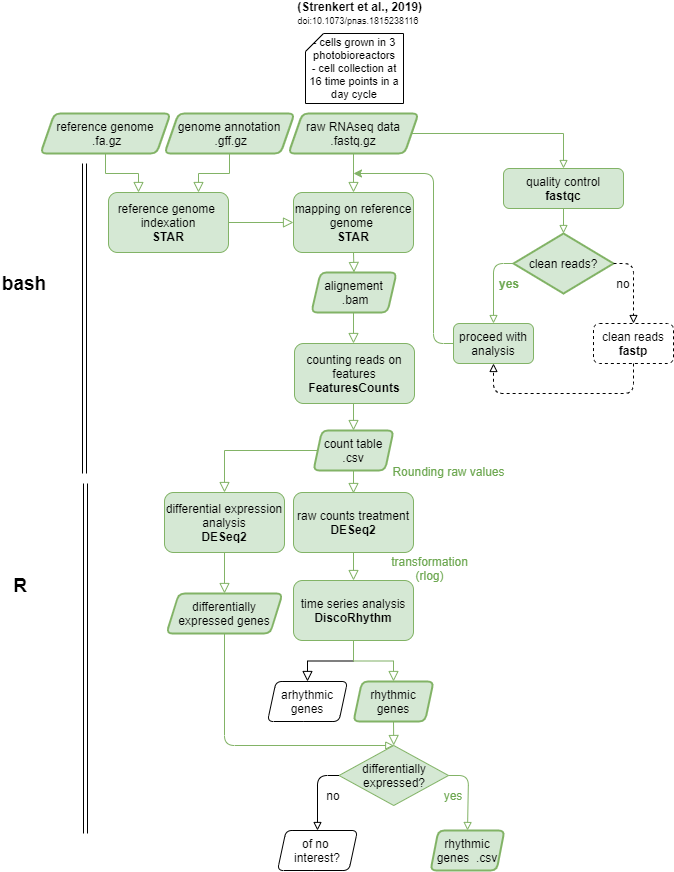 (Strenkert et al., 2019)
doi:10.1073/pnas.1815238116
- cells grown in 3
photobioreactors
- cell collection at
16 time points in a
day cycle
reference genome
.fa.gz
genome annotation
.gff.gz
raw RNAseq data
.fastq.gz
quality control
fastqc
reference genome
indexation
STAR
mapping on reference
genome
STAR
clean reads?
bash
yes
no
alignement
.bam
proceed with
analysis
clean reads
fastp
counting reads on
features
FeaturesCounts
count table
.csv
Rounding raw values
differential expression
analysis
DESeq2
raw counts treatment
DESeq2
transformation
(rlog)
R
differentially
expressed genes
time series analysis
DiscoRhythm
arhythmic
genes
rhythmic
genes
differentially
expressed?
no
yes
of no
interest?
rhythmic
genes .csv